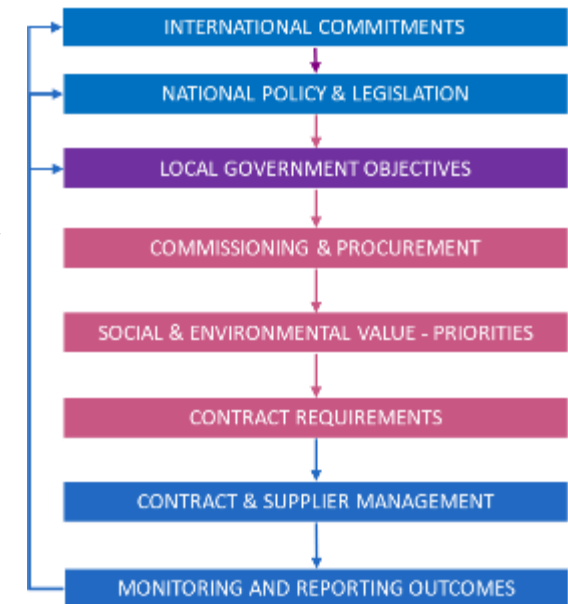 INTERNATIONAL COMMITMENTS
NATIONAL POLICY & LEGISLATION
LOCAL GOVERNMENT OBJECTIVES
COMMISSIONING & PROCUREMENT
SOCIAL & ENVIRONMENTAL VALUE - PRIORITIES
CONTRACT REQUIREMENTS
CONTRACT & SUPPLIER MANAGEMENT
MONITORING AND REPORTING OUTCOMES